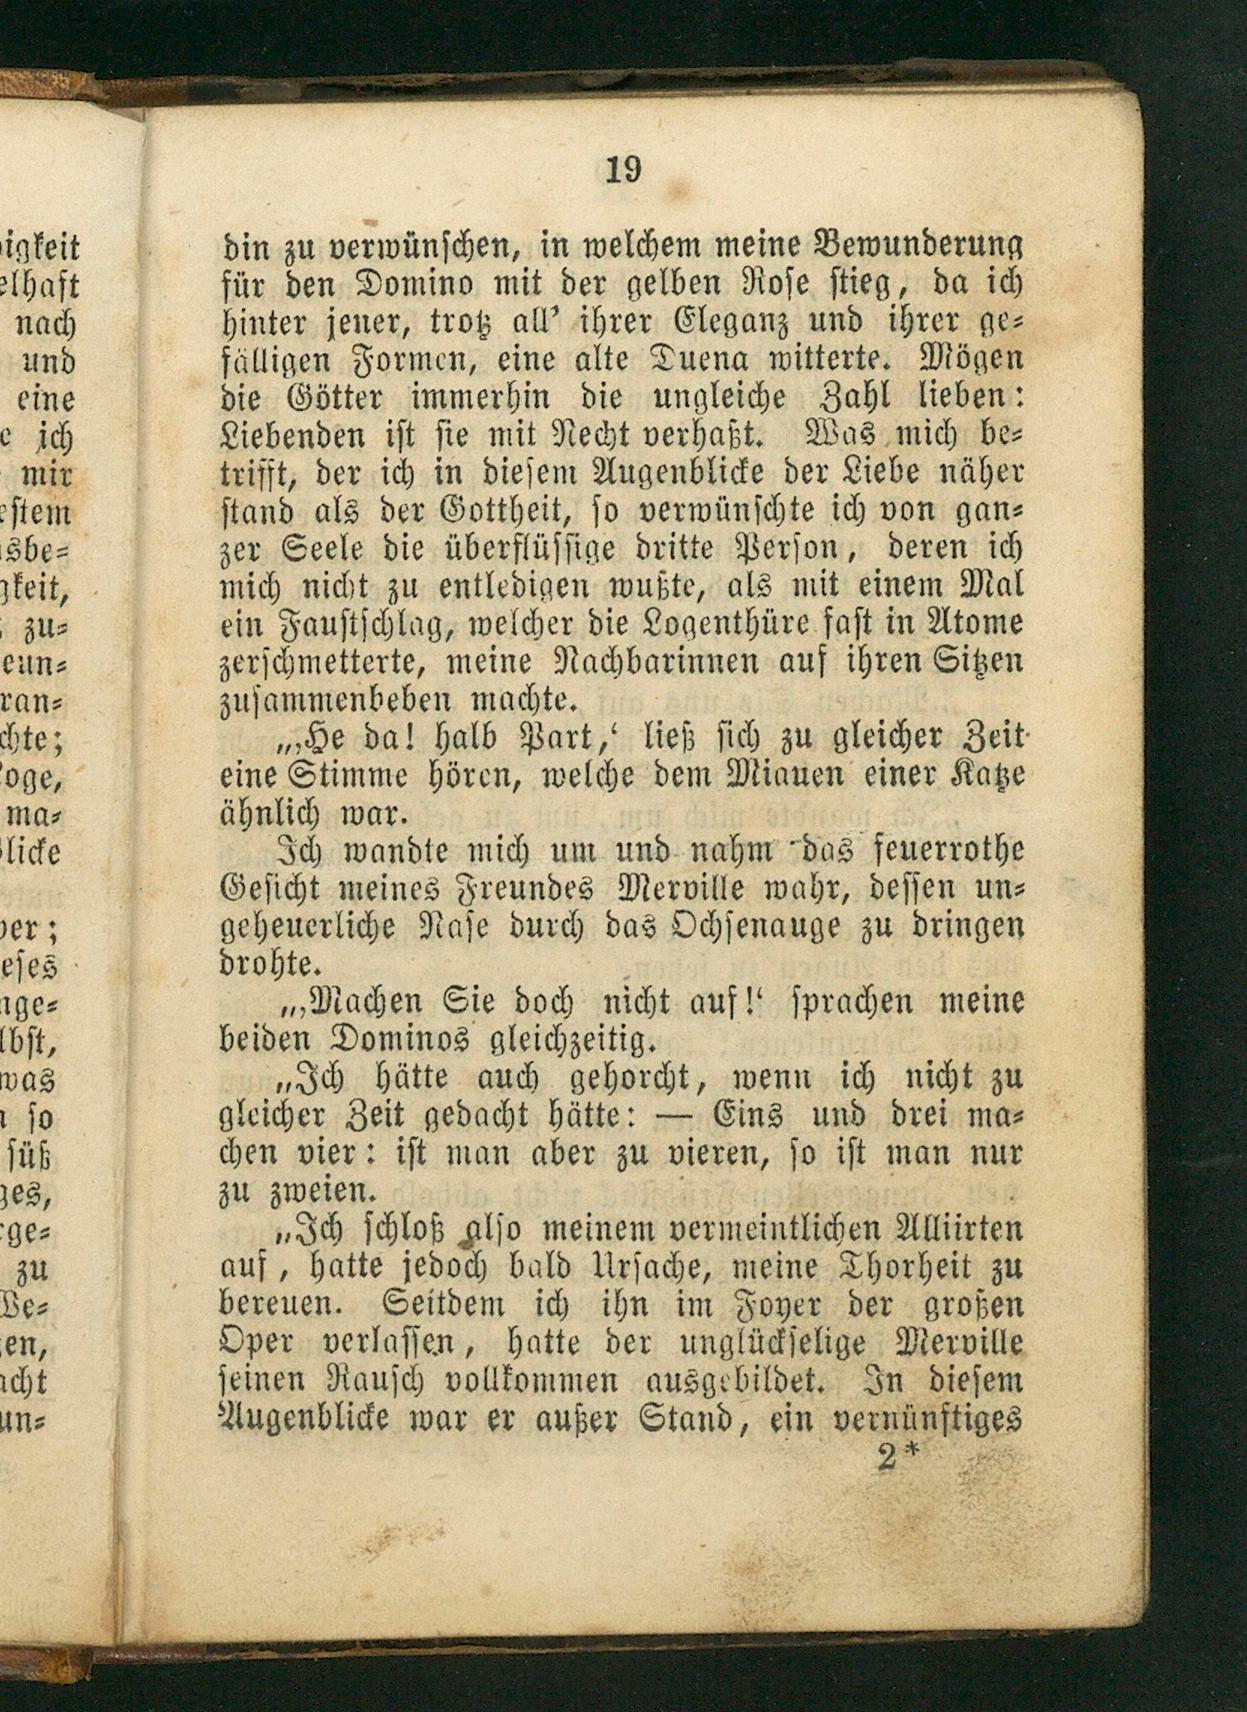 19
din zu verwünschen, in welchem meine Bewunderung
für den Domino mit der gelben Rose stieg, da ich
hinter jener, trotz all' ihrer Eleganz und ihrer ge-
fälligen Formen, eine alte Duena witterte. Mögen
die Götter immerhin die ungleiche Zahl lieben:
Liebenden ist sie mit Recht verhaßt. Was mich be-
trifft, der ich in diesem Augenblicke der Liebe näher
stand als der Gottheit, so verwünschte ich von gan-
zer Seele die überflüssige dritte Person, deren ich
mich nicht zu entledigen wußte, als mit einem Mal
ein Faustschlag, welcher die Logenthüre fast in Atome
zerschmetterte, meine Nachbarinnen auf ihren Sitzen
zusammenbeben machte.
„‚He da! halb Part,‘ ließ sich zu gleicher Zeit
eine Stimme hören, welche dem Miauen einer Katze
ähnlich war.
Ich wandte mich um und nahm das feuerrothe
Gesicht meines Freundes Merville wahr, dessen un-
geheuerliche Nase durch das Ochsenauge zu dringen
drohte.
„‚Machen Sie doch nicht auf!‘ sprachen meine
beiden Dominos gleichzeitig.
„Ich hätte auch gehorcht, wenn ich nicht zu
gleicher Zeit gedacht hätte: — Eins und drei ma-
chen vier: ist man aber zu vieren, so ist man nur
zu zweien.
„Ich schloß also meinem vermeintlichen Alliirten
auf, hatte jedoch bald Ursache, meine Thorheit zu
bereuen. Seitdem ich ihn im Foyer der großen
Oper verlassen, hatte der unglückselige Merville
seinen Rausch vollkommen ausgebildet. In diesem
Augenblicke war er außer Stand, ein vernünftiges
2*